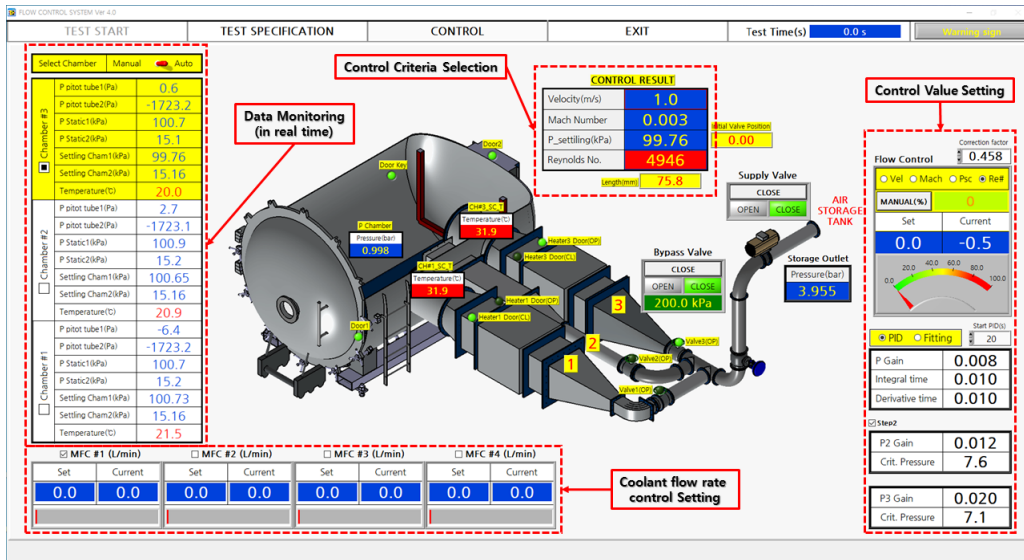 FLOW CONTROL SYSTEM Ver 4.0
TEST START
TEST SPECIFICATION
CONTROL
EXIT
Test Time(s) 0.0 s
Warning sign
Select Chamber Manual Auto
Chamber #3
P pitot tube1(Pa) 0.6
P pitot tube2(Pa) -1723.2
P Static1(kPa) 100.7
P Static2(kPa) 15.1
Settling Cham1(kPa) 99.76
Settling Cham2(kPa) 15.16
Temperature(℃) 20.0
Chamber #2
P pitot tube1(Pa) 2.7
P pitot tube2(Pa) -1723.1
P Static1(kPa) 100.9
P Static2(kPa) 15.2
Settling Cham1(kPa) 100.65
Settling Cham2(kPa) 15.16
Temperature(℃) 20.9
Chamber #1
P pitot tube1(Pa) -6.4
P pitot tube2(Pa) -1723.2
P Static1(kPa) 100.7
P Static2(kPa) 15.2
Settling Cham1(kPa) 100.73
Settling Cham2(kPa) 15.16
Temperature(℃) 21.5
Data Monitoring
(in real time)
Control Criteria Selection
CONTROL RESULT
Velocity(m/s) 1.0
Mach Number 0.003
P_settiling(kPa) 99.76
Reynolds No. 4946
Length(mm) 75.8
Initial Valve Position
0.00
Door Key
Door2
P Chamber
Pressure(bar)
0.998
CH#3_SC_T
Temperature(℃)
31.9
CH#1_SC_T
Temperature(℃)
31.9
Heater3 Door(OP)
Heater3 Door(CL)
Heater1 Door(OP)
Heater1 Door(CL)
Door1
3
2
1
Valve3(OP)
Valve2(OP)
Valve1(OP)
Supply Valve
CLOSE
OPEN CLOSE
AIR
STORAGE
TANK
Bypass Valve
CLOSE
OPEN CLOSE
200.0 kPa
Storage Outlet
Pressure(bar)
3.955
Control Value Setting
Correction factor
0.458
Flow Control
Vel Mach Psc Re#
MANUAL(%) 0
Set Current
0.0 -0.5
0.0 20.0 40.0 60.0 80.0 100.0
PID Fitting
Start PID(s)
20
P Gain 0.008
Integral time 0.010
Derivative time 0.010
Step2
P2 Gain 0.012
Crit. Pressure 7.6
P3 Gain 0.020
Crit. Pressure 7.1
MFC #1 (L/min) MFC #2 (L/min) MFC #3 (L/min) MFC #4 (L/min)
Set Current Set Current Set Current Set Current
0.0 0.0 0.0 0.0 0.0 0.0 0.0 0.0
Coolant flow rate
control Setting